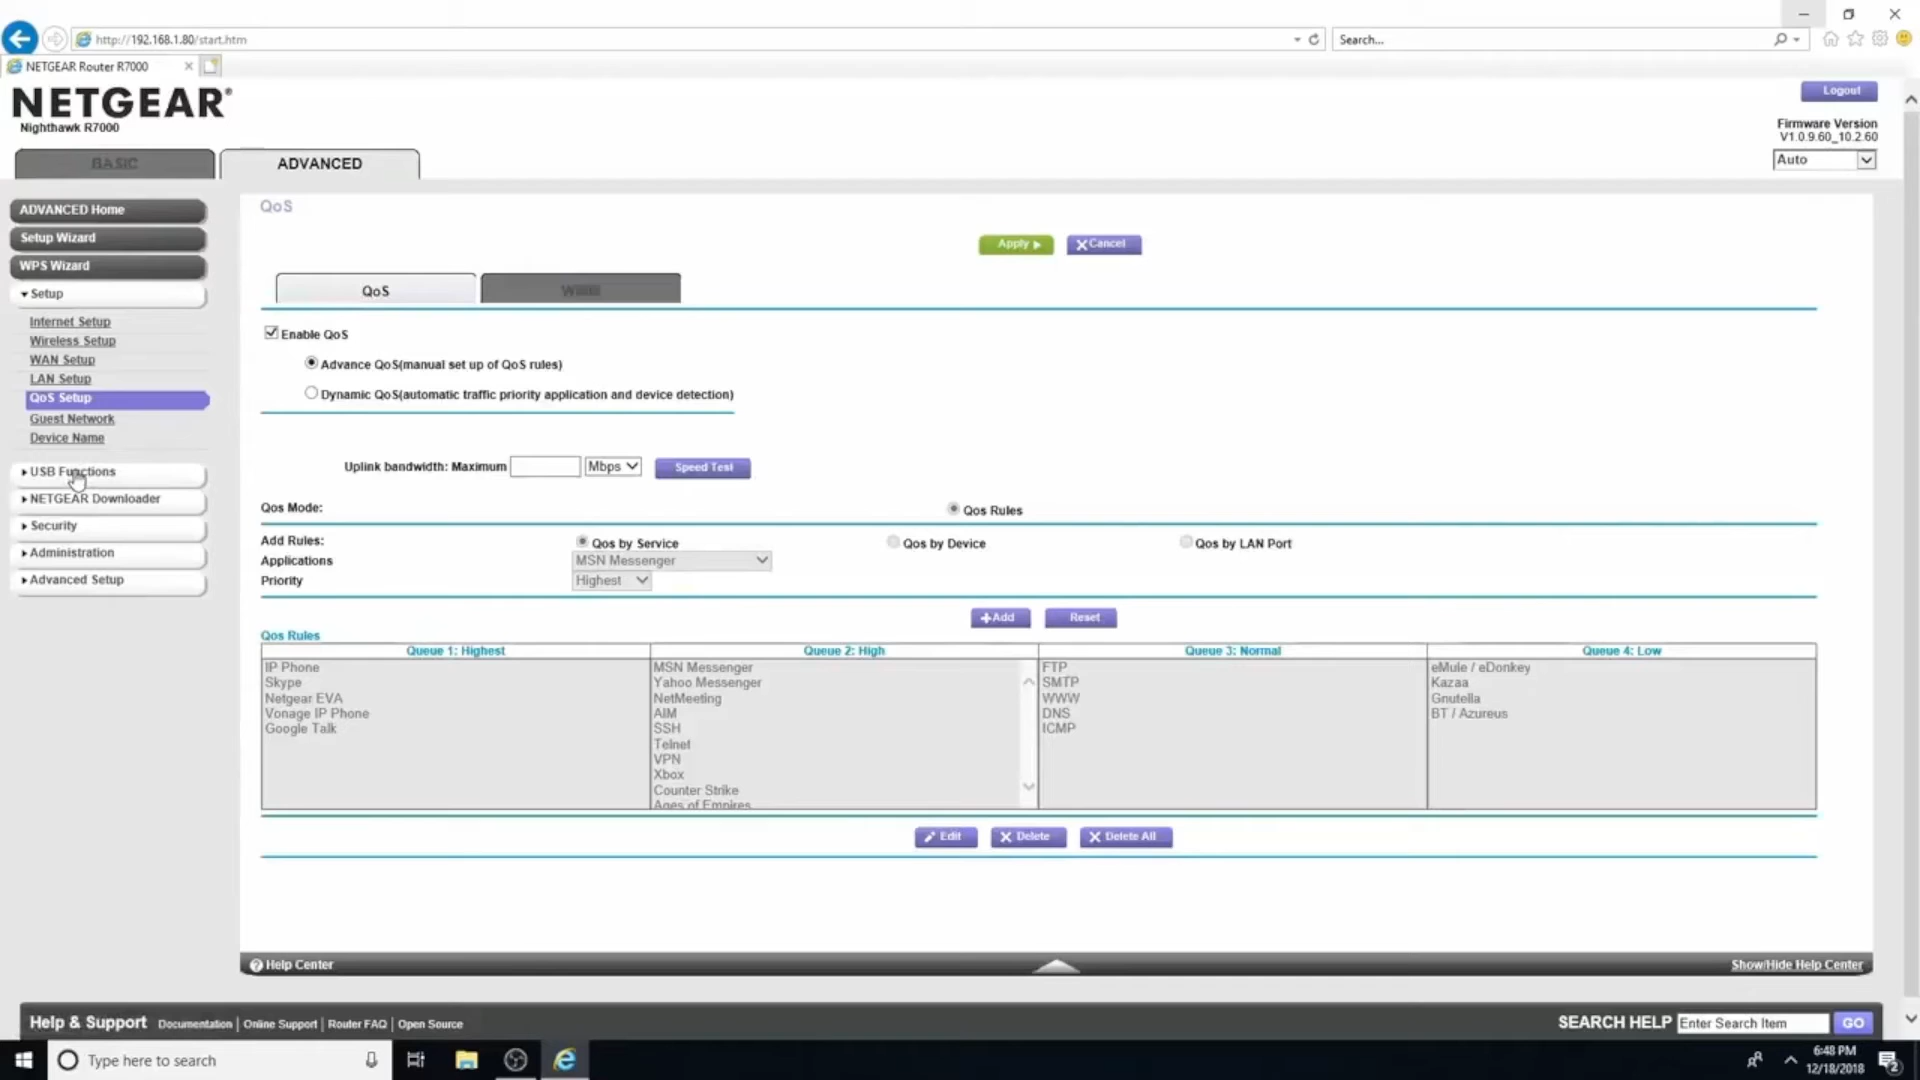 http://192.168.1.80/start.htm
Search...
NETGEAR Router R7000
NETGEAR®
Nighthawk R7000
Logout
Firmware Version
V1.0.9.60_10.2.60
Auto
BASIC
ADVANCED
ADVANCED Home
Setup Wizard
WPS Wizard
Setup
Internet Setup
Wireless Setup
WAN Setup
LAN Setup
QoS Setup
Guest Network
Device Name
USB Functions
NETGEAR Downloader
Security
Administration
Advanced Setup
QoS
Apply
Cancel
QoS
WMM
Enable QoS
Advance QoS(manual set up of QoS rules)
Dynamic QoS(automatic traffic priority application and device detection)
Uplink bandwidth: Maximum Mbps Speed Test
Qos Mode: Qos Rules
Add Rules: Qos by Service Qos by Device Qos by LAN Port
Applications MSN Messenger
Priority Highest
Add Reset
Qos Rules
Queue 1: Highest
IP Phone
Skype
Netgear EVA
Vonage IP Phone
Google Talk
Queue 2: High
MSN Messenger
Yahoo Messenger
NetMeeting
AIM
SSH
Telnet
VPN
Xbox
Counter Strike
Ages of Empires
Queue 3: Normal
FTP
SMTP
WWW
DNS
ICMP
Queue 4: Low
eMule / eDonkey
Kazaa
Gnutella
BT / Azureus
Edit Delete Delete All
Help Center
Show/Hide Help Center
Help & Support Documentation | Online Support | Router FAQ | Open Source
SEARCH HELP Enter Search Item GO
Type here to search
6:48 PM
12/18/2018
2